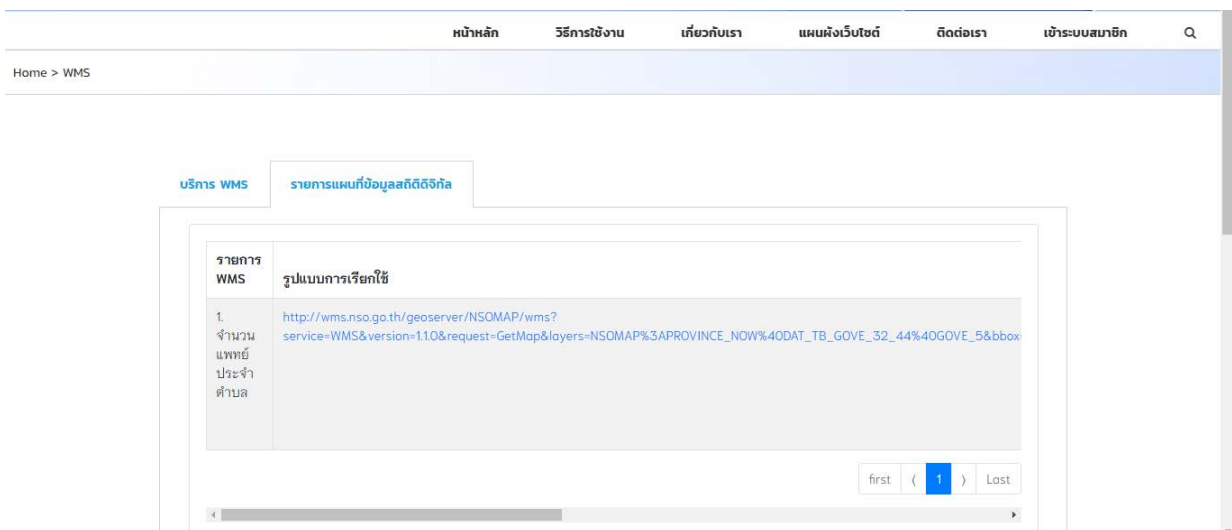 หน้าหลัก วิธีการใช้งาน เกี่ยวกับเรา แผนผังเว็บไซต์ ติดต่อเรา เข้าระบบสมาชิก
Home > WMS
บริการ WMS รายการแผนที่ข้อมูลสถิติดิจิทัล
รายการ
WMS รูปแบบการเรียกใช้
1. http://wms.nso.go.th/geoserver/NSOMAP/wms?
จำนวน service=WMS&version=1.1.0&request=GetMap&layers=NSOMAP%3APROVINCE_NOW%40DAT_TB_GOVE_32_44%40GOVE_5&bbox=
แพทย์
ประจำ
ตำบล
first ⟨ 1 ⟩ Last